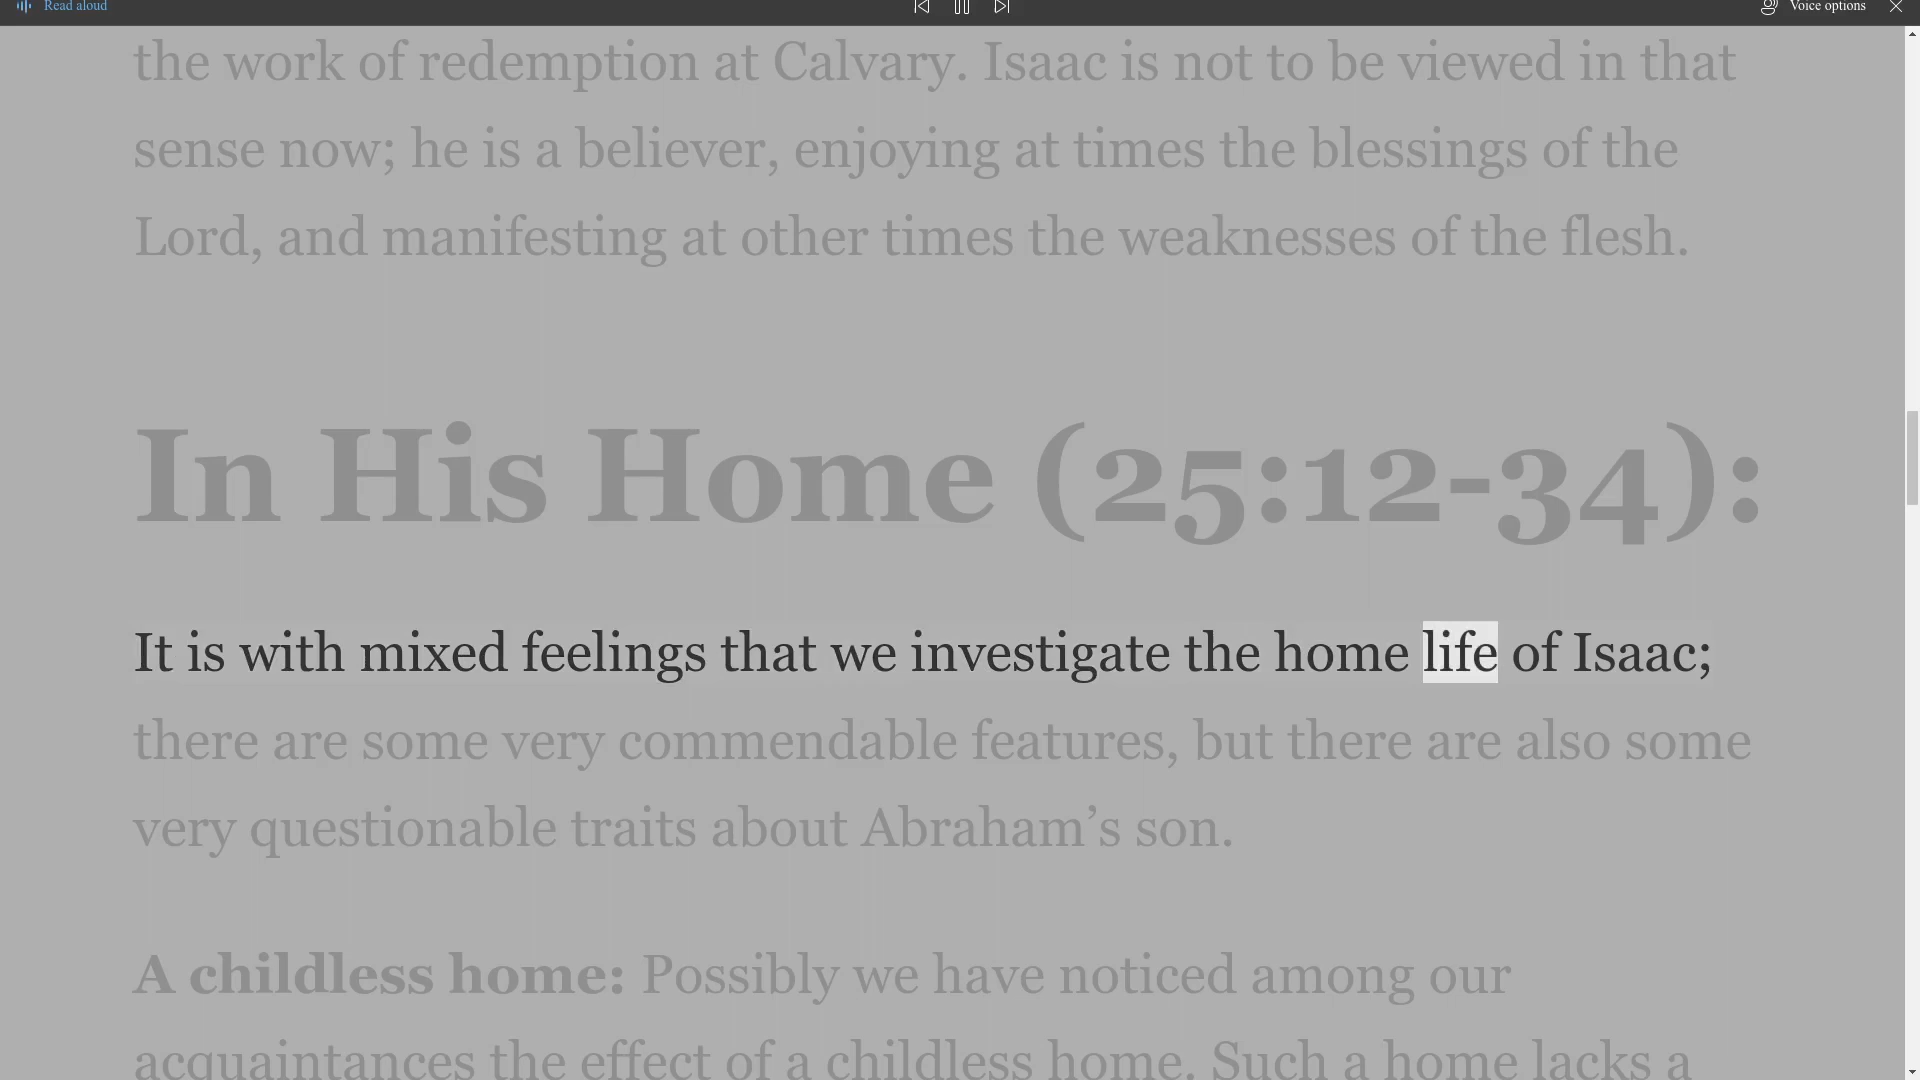 Read aloud
Voice options
the work of redemption at Calvary. Isaac is not to be viewed in that
sense now; he is a believer, enjoying at times the blessings of the
Lord, and manifesting at other times the weaknesses of the flesh.
In His Home (25:12-34):
It is with mixed feelings that we investigate the home life of Isaac;
there are some very commendable features, but there are also some
very questionable traits about Abraham’s son.
A childless home: Possibly we have noticed among our
acquaintances the effect of a childless home. Such a home lacks a